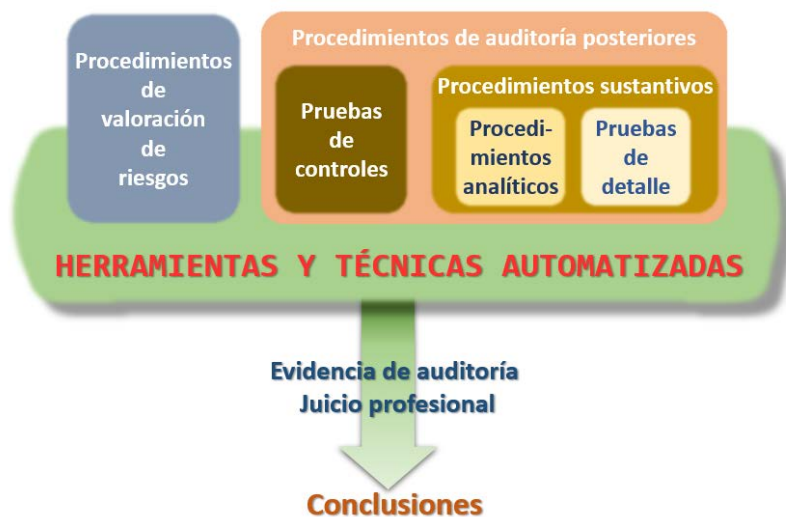 Procedimientos
de
valoración
de
riesgos
Procedimientos de auditoría posteriores
Pruebas
de
controles
Procedimientos sustantivos
Procedi-
mientos
analíticos
Pruebas
de
detalle
HERRAMIENTAS Y TÉCNICAS AUTOMATIZADAS
Evidencia de auditoría
Juicio profesional
Conclusiones